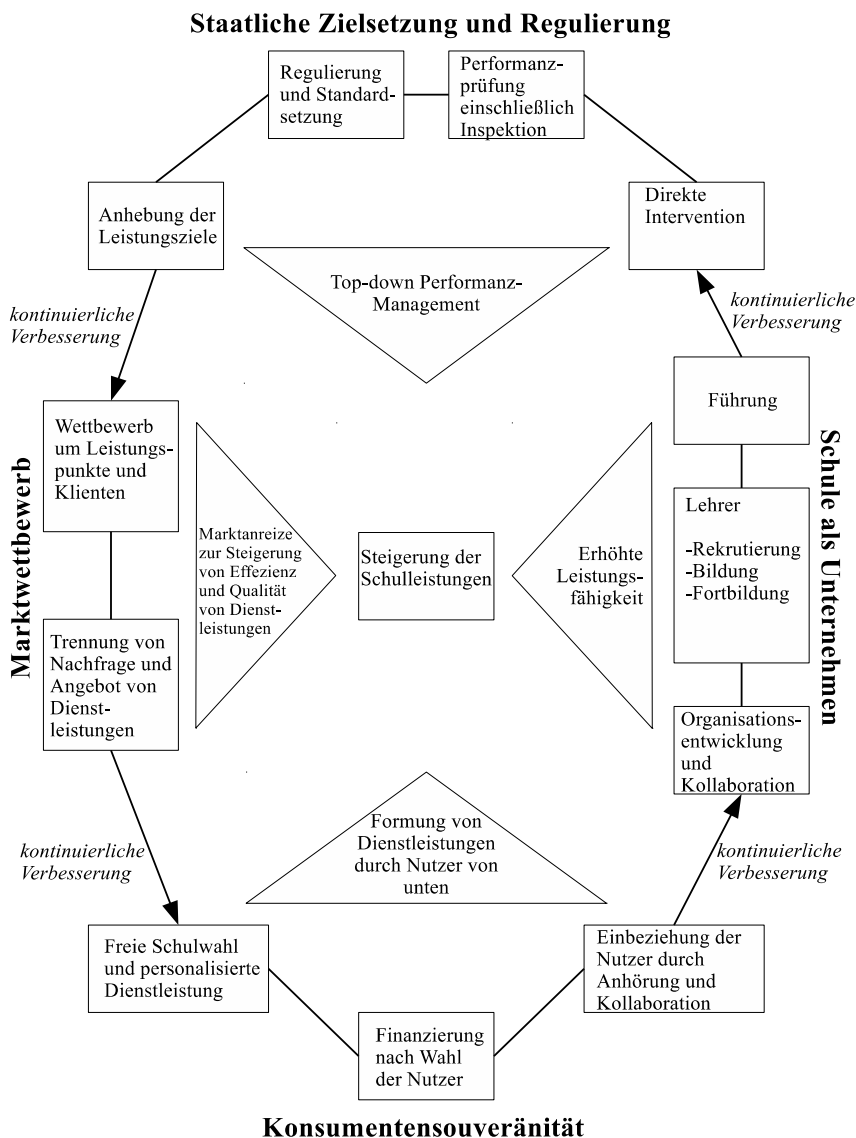 Staatliche Zielsetzung und Regulierung
Regulierung
und Standard-
setzung
Performanz-
prüfung
einschließlich
Inspektion
Anhebung der
Leistungsziele
Direkte
Intervention
Top-down Performanz-
Management
kontinuierliche
Verbesserung
kontinuierliche
Verbesserung
Marktwettbewerb
Wettbewerb
um Leistungs-
punkte und
Klienten
Trennung von
Nachfrage und
Angebot von
Dienst-
leistungen
Marktanreize
zur Steigerung
von Effezienz
und Qualität
von Dienst-
leistungen
Steigerung der
Schulleistungen
Erhöhte
Leistungs-
fähigkeit
Führung
Lehrer
-Rekrutierung
-Bildung
-Fortbildung
Organisations-
entwicklung
und
Kollaboration
Schule als Unternehmen
Formung von
Dienstleistungen
durch Nutzer von
unten
kontinuierliche
Verbesserung
kontinuierliche
Verbesserung
Freie Schulwahl
und personalisierte
Dienstleistung
Finanzierung
nach Wahl
der Nutzer
Einbeziehung der
Nutzer durch
Anhörung und
Kollaboration
Konsumentensouveränität